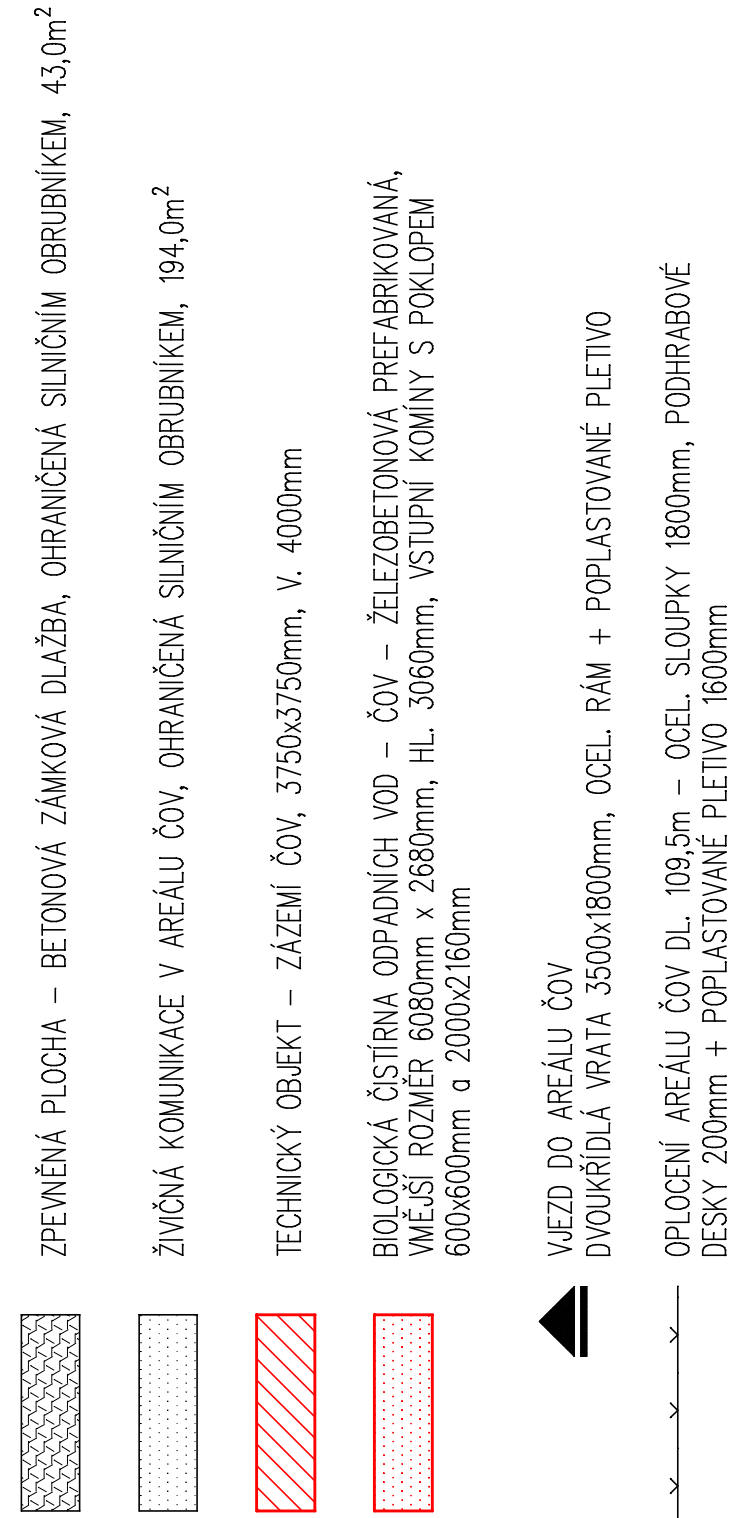 ZPEVNĚNÁ PLOCHA – BETONOVÁ ZÁMKOVÁ DLAŽBA, OHRANIČENÁ SILNIČNÍM OBRUBNÍKEM, 43,0m²
ŽIVIČNÁ KOMUNIKACE V AREÁLU ČOV, OHRANIČENÁ SILNIČNÍM OBRUBNÍKEM, 194,0m²
TECHNICKÝ OBJEKT – ZÁZEMÍ ČOV, 3750x3750mm, V. 4000mm
BIOLOGICKÁ ČISTÍRNA ODPADNÍCH VOD – ČOV – ŽELEZOBETONOVÁ PREFABRIKOVANÁ,
VMĚJŠÍ ROZMĚR 6080mm x 2680mm, HL. 3060mm, VSTUPNÍ KOMÍNY S POKLOPEM
600x600mm a 2000x2160mm
VJEZD DO AREÁLU ČOV
DVOUKŘÍDLÁ VRATA 3500x1800mm, OCEL. RÁM + POPLASTOVANÉ PLETIVO
OPLOCENÍ AREÁLU ČOV DL. 109,5m – OCEL. SLOUPKY 1800mm, PODHRABOVÉ
DESKY 200mm + POPLASTOVANÉ PLETIVO 1600mm